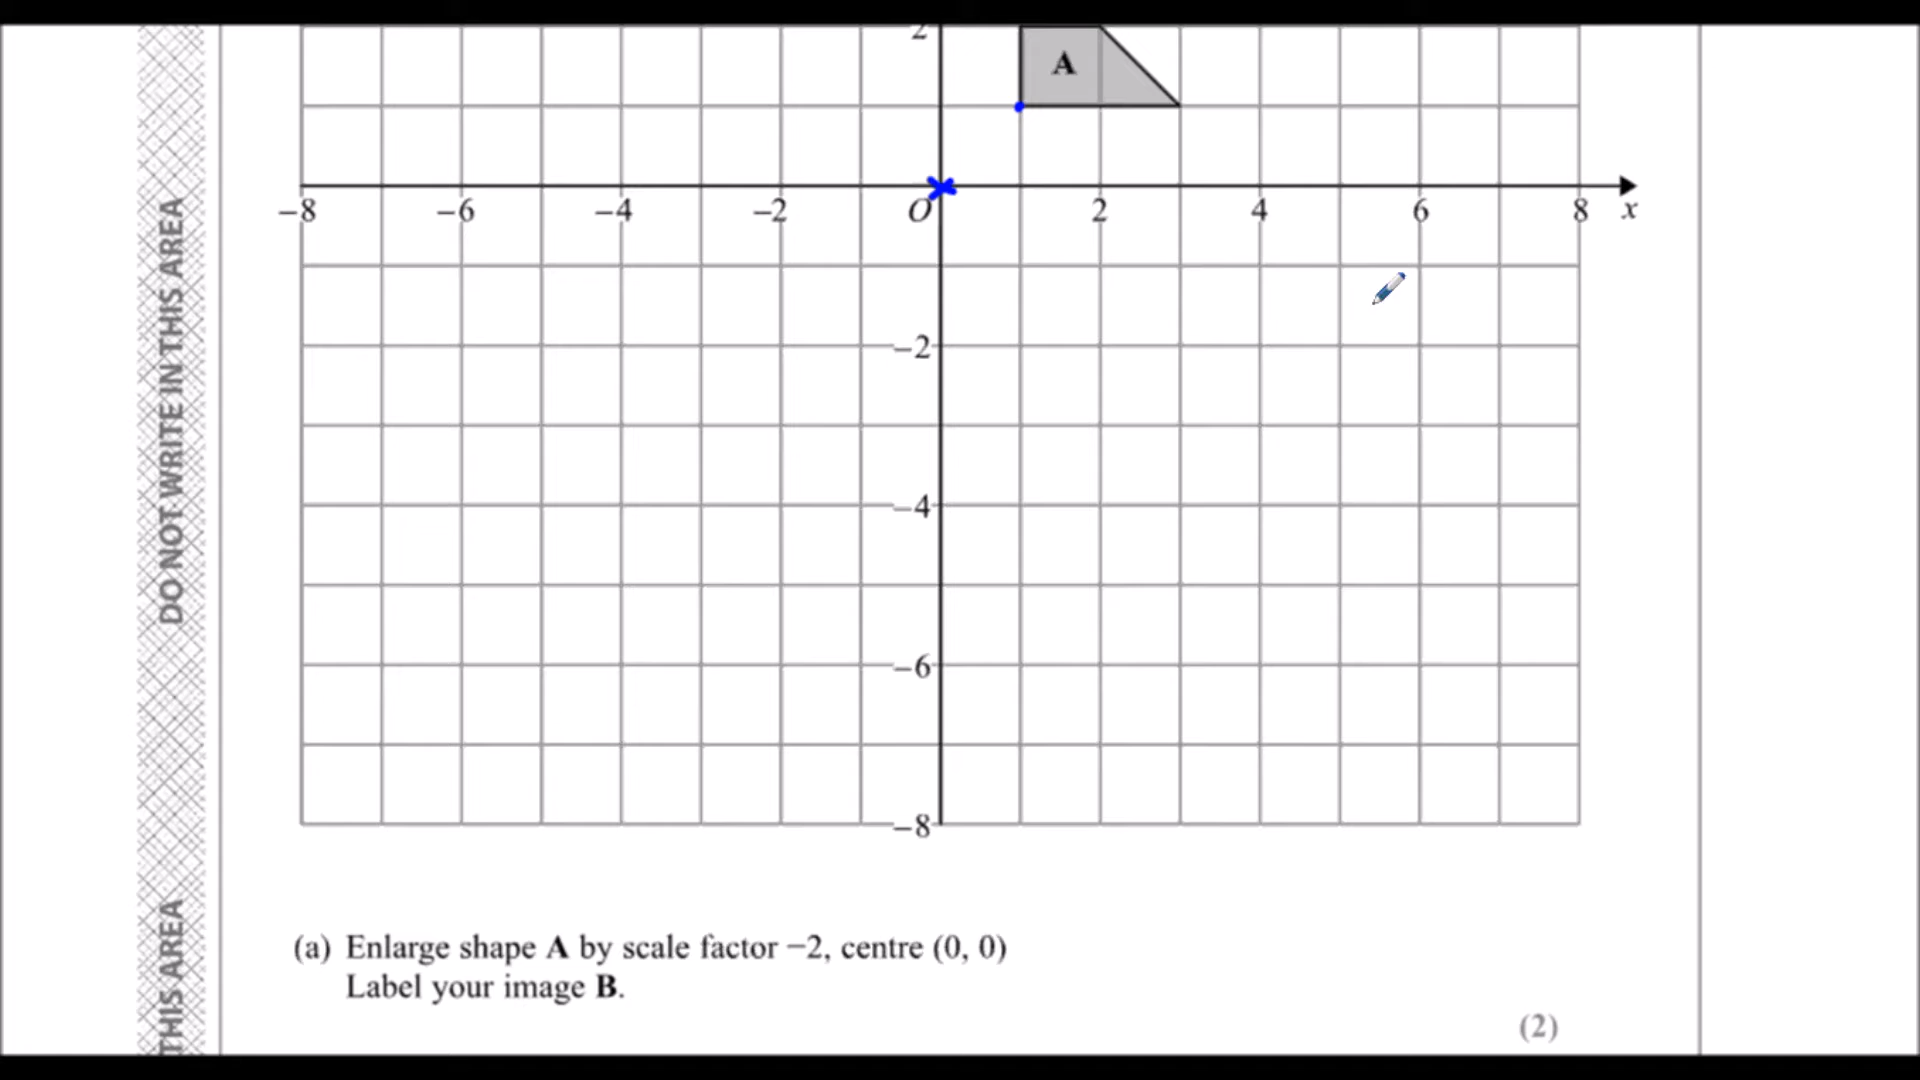 2
A
−8 −6 −4 −2 O 2 4 6 8 x
−2
−4
−6
−8
DO NOT WRITE IN THIS AREA
THIS AREA
(a) Enlarge shape A by scale factor −2, centre (0, 0)
Label your image B.
(2)